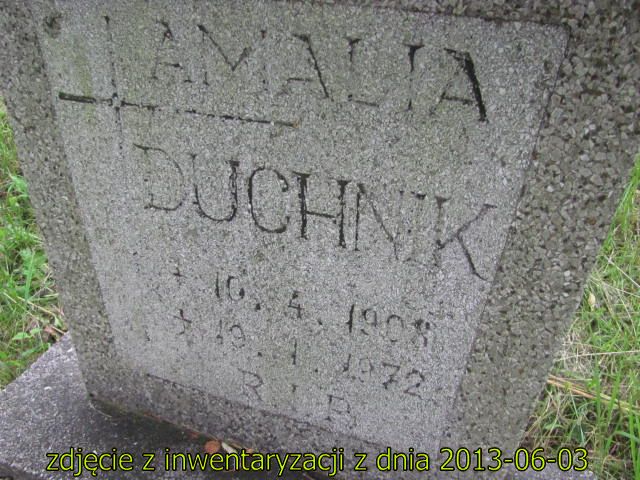 AMALIA
DUCHNIK
* 10.4.1908
+ 19.1.1972
R I P
zdjęcie z inwentaryzacji z dnia 2013-06-03